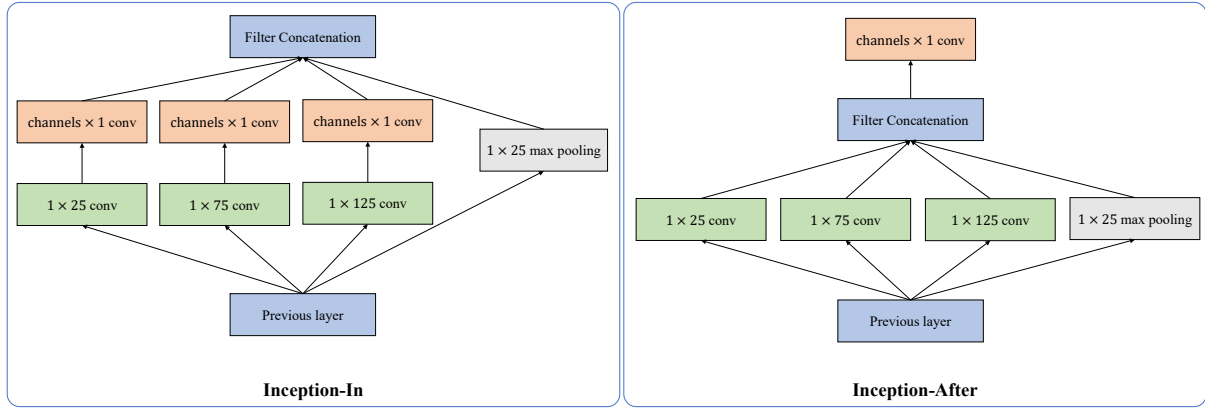 Filter Concatenation
channels × 1 conv
channels × 1 conv
channels × 1 conv
1 × 25 max pooling
1 × 25 conv
1 × 75 conv
1 × 125 conv
Previous layer
Inception-In
channels × 1 conv
Filter Concatenation
1 × 25 conv
1 × 75 conv
1 × 125 conv
1 × 25 max pooling
Previous layer
Inception-After